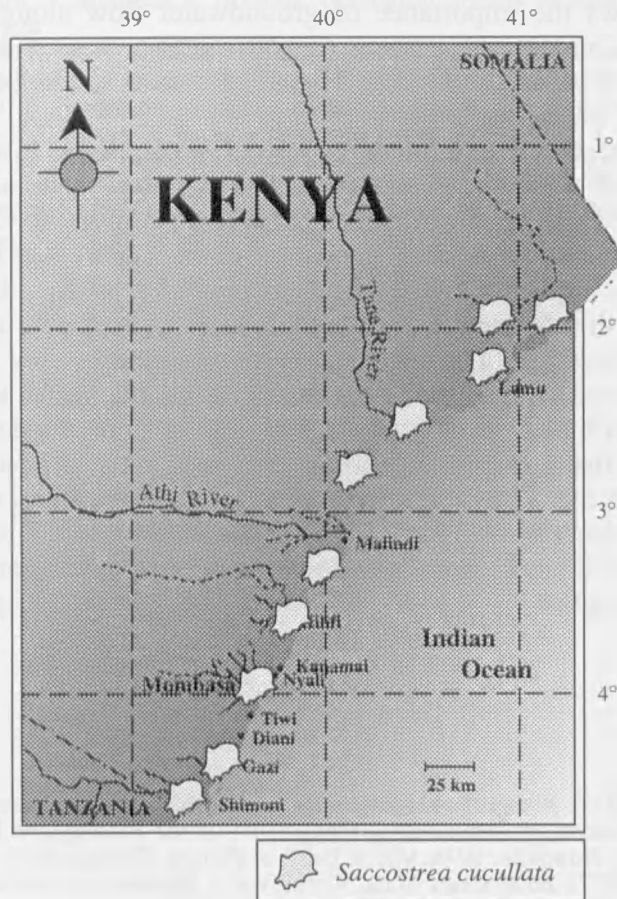 39° 40° 41°
SOMALIA
N
1°
KENYA
Tana River
2°
Lamu
Athi River
3°
Malindi
Indian
Ocean
Kanamai
Mombasa Nyali
4°
Tiwi
Diani
Gazi
25 km
TANZANIA Shimoni
Saccostrea cucullata